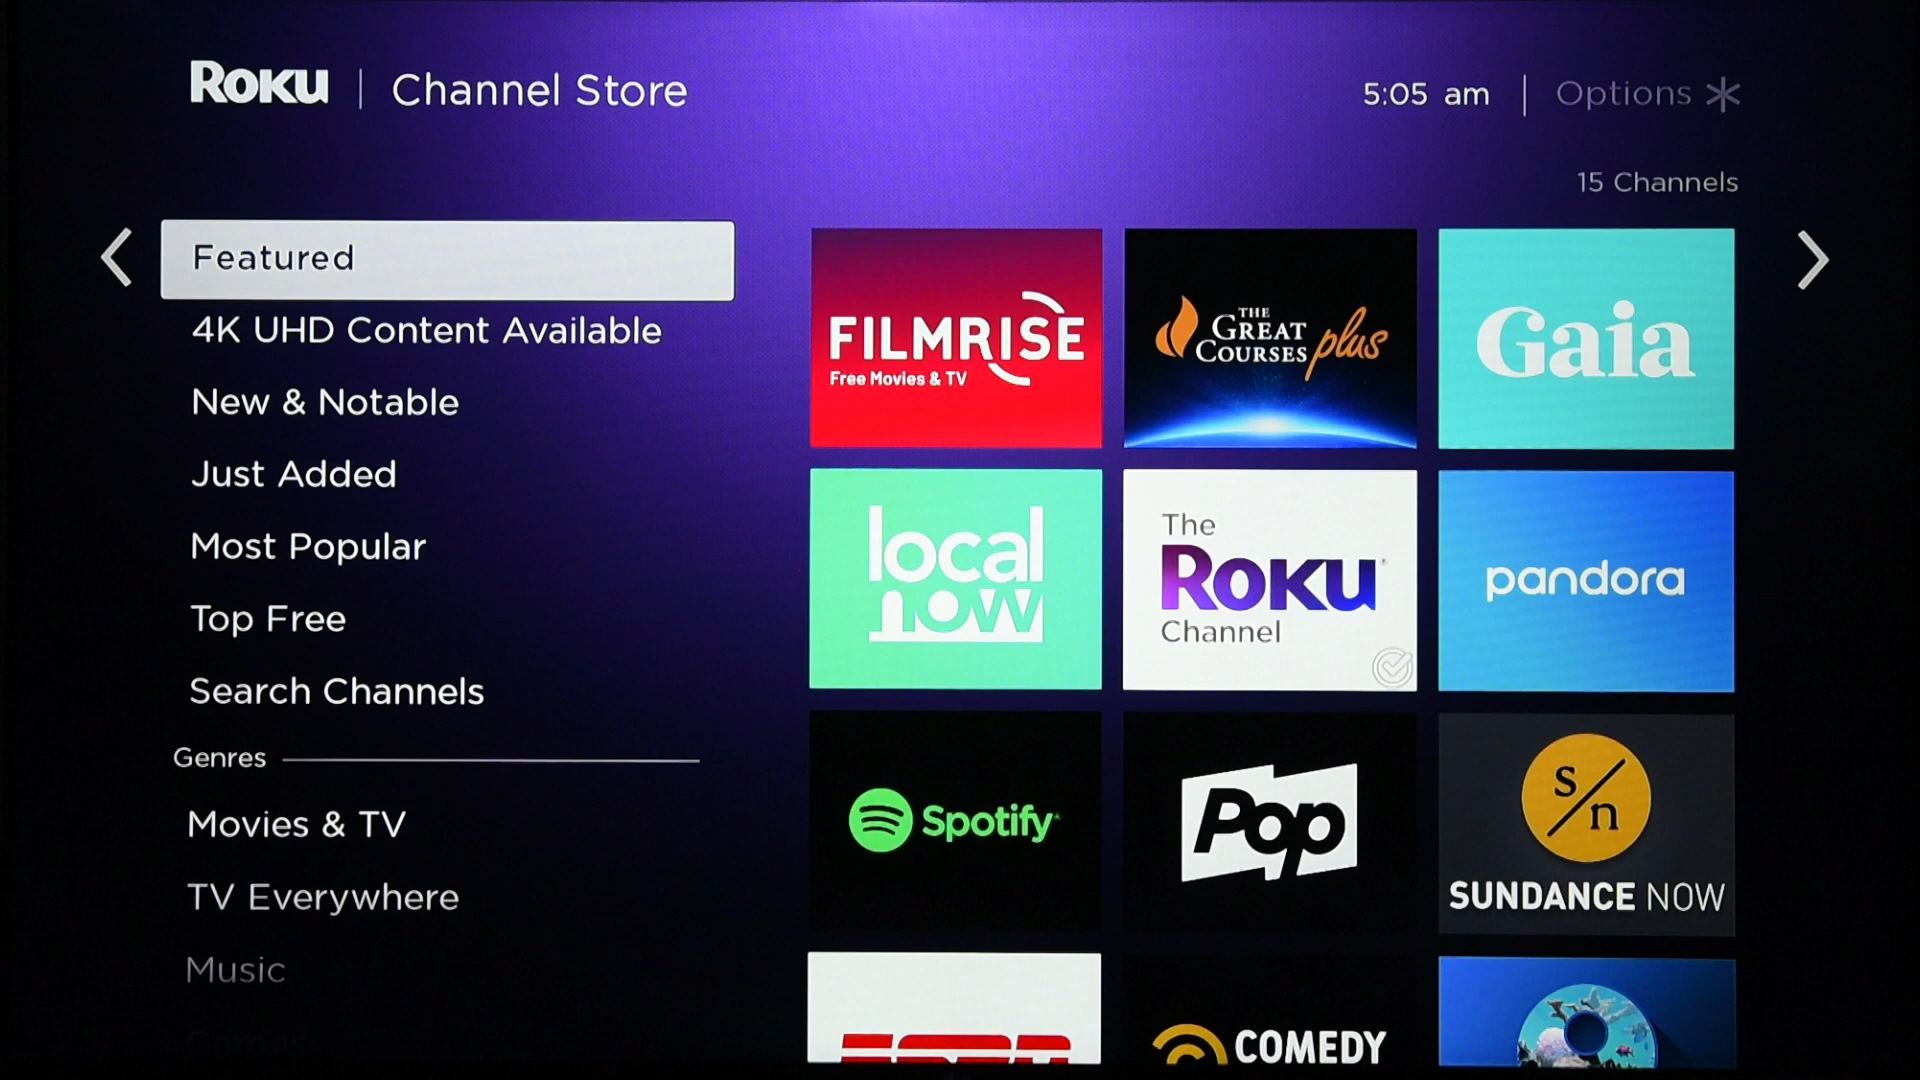 Roku | Channel Store
5:05 am | Options
15 Channels
Featured
4K UHD Content Available
New & Notable
Just Added
Most Popular
Top Free
Search Channels
Genres
Movies & TV
TV Everywhere
Music
FILMRISE
Free Movies & TV
THE
GREAT
COURSES plus
Gaia
local
now
The
Roku
Channel
pandora
Spotify
Pop
s/n
SUNDANCE NOW
COMEDY